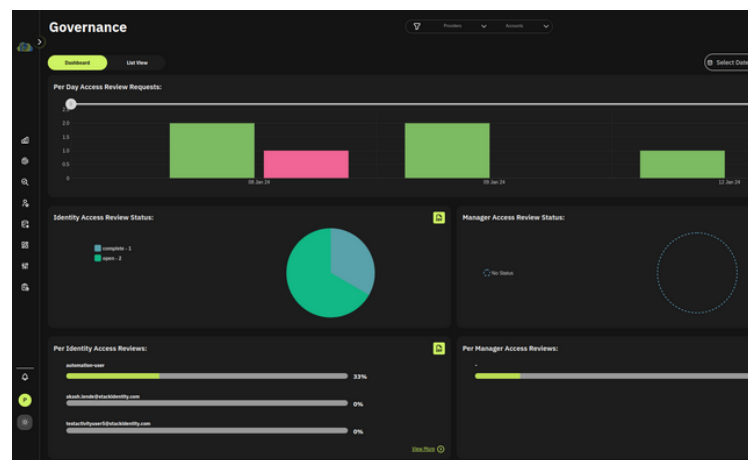 Governance
Providers
Accounts
Dashboard
List View
Select Date
Per Day Access Review Requests:
2.5
2.0
1.5
1.0
0.5
0
08 Jan 24
09 Jan 24
12 Jan 24
Identity Access Review Status:
complete - 1
open - 2
Manager Access Review Status:
No Status
Per Identity Access Reviews:
automation-user
33%
akash.lende@stackidentity.com
0%
testactivityuser5@stackidentity.com
0%
View More
Per Manager Access Reviews:
-
P